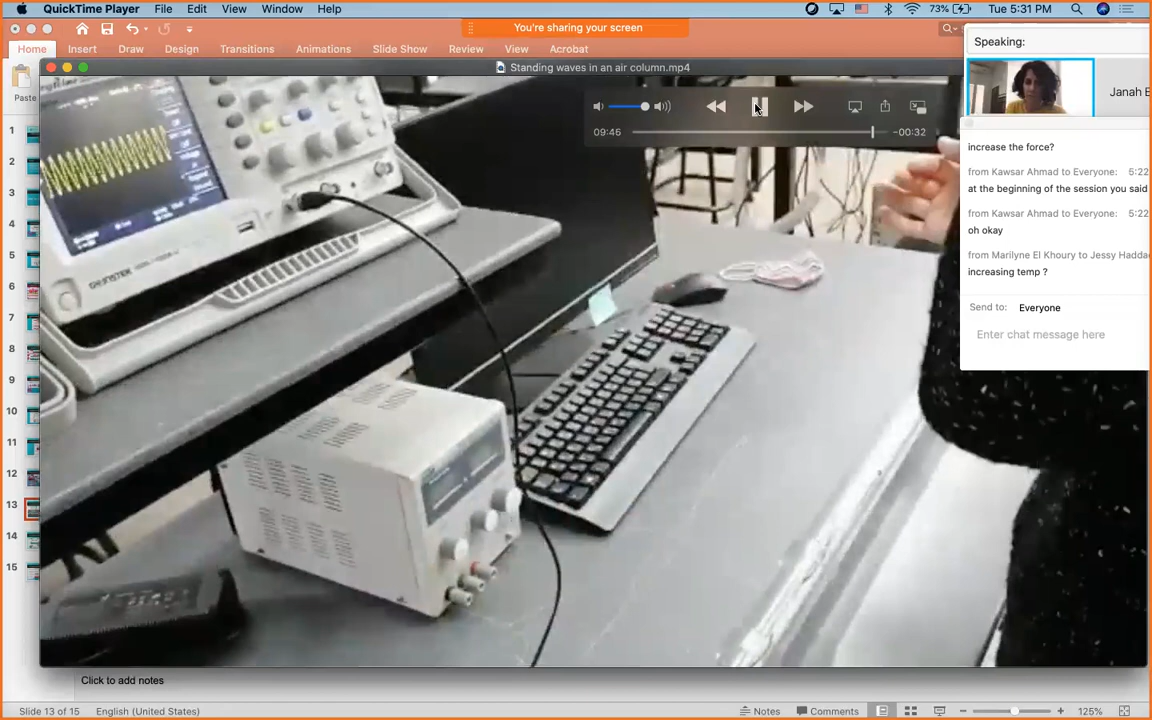 QuickTime Player File Edit View Window Help 73% Tue 5:31 PM
You're sharing your screen
Home Insert Draw Design Transitions Animations Slide Show Review View Acrobat
Speaking:
Standing waves in an air column.mp4
Paste
Janah E
09:46 -00:32
increase the force?
from Kawsar Ahmad to Everyone: 5:22
at the beginning of the session you said
from Kawsar Ahmad to Everyone: 5:22
oh okay
from Marilyne El Khoury to Jessy Haddad
increasing temp ?
Send to: Everyone
Enter chat message here
GWINSTEK
1
2
3
4
5
6
7
8
9
10
11
12
13
14
15
Click to add notes
Slide 13 of 15 English (United States) Notes Comments 125%